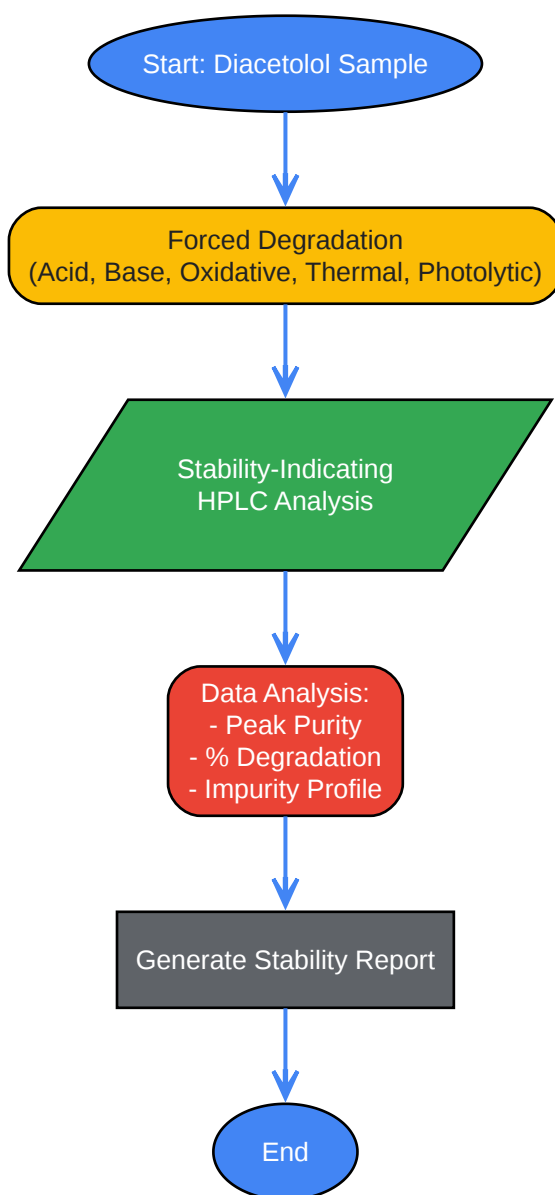 Start: Diacetolol Sample
Forced Degradation
(Acid, Base, Oxidative, Thermal, Photolytic)
Stability-Indicating
HPLC Analysis
Data Analysis:
- Peak Purity
- % Degradation
- Impurity Profile
Generate Stability Report
End